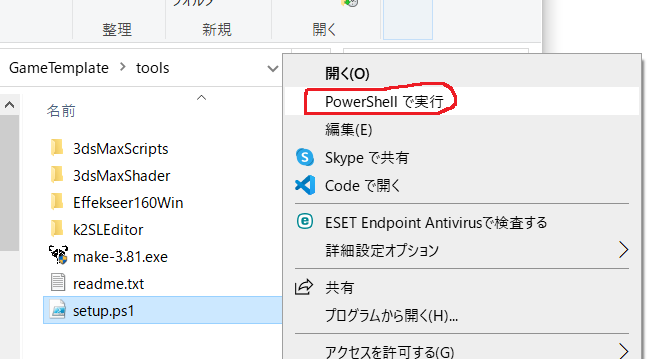 フォルダ
整理
新規
開く
GameTemplate › tools
名前
3dsMaxScripts
3dsMaxShader
Effekseer160Win
k2SLEditor
make-3.81.exe
readme.txt
setup.ps1
開く(O)
PowerShell で実行
編集(E)
Skype で共有
Code で開く
ESET Endpoint Antivirusで検査する
詳細設定オプション
共有
プログラムから開く(H)...
アクセスを許可する(G)